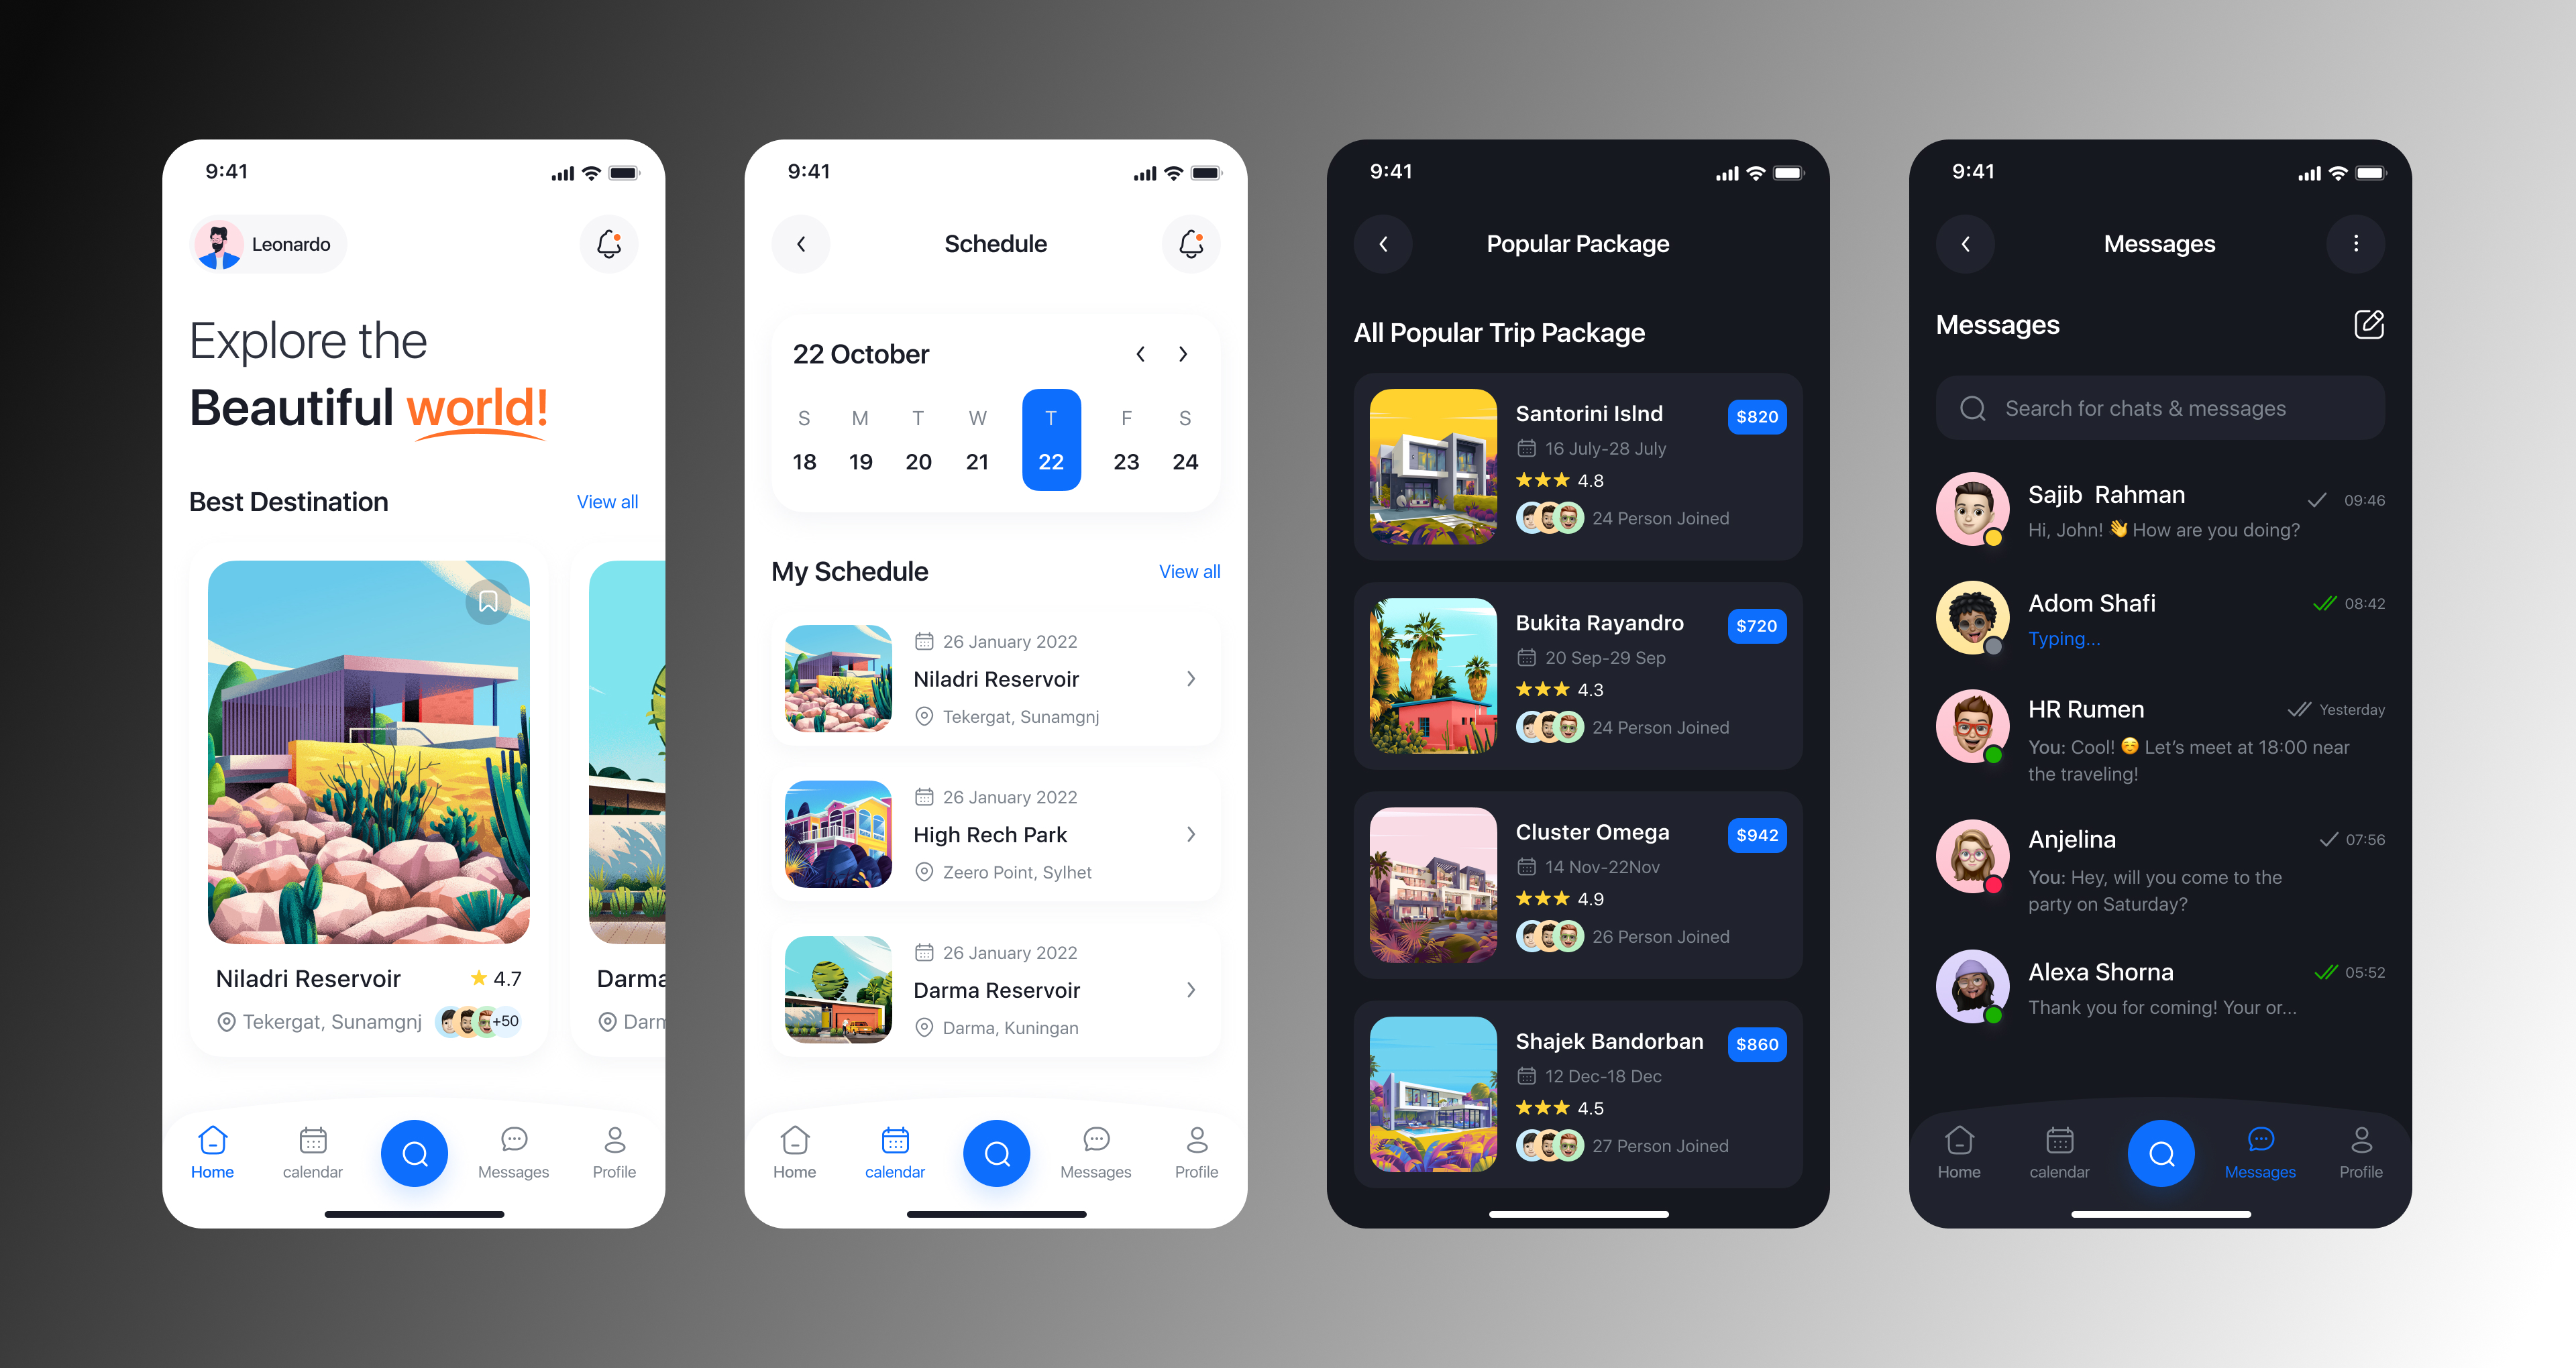 9:41
Leonardo
Explore the
Beautiful world!
Best Destination View all
Niladri Reservoir 4.7
Tekergat, Sunamgnj +50
Darma
Darm
Home calendar Messages Profile
9:41
Schedule
22 October
S M T W T F S
18 19 20 21 22 23 24
My Schedule View all
26 January 2022
Niladri Reservoir
Tekergat, Sunamgnj
26 January 2022
High Rech Park
Zeero Point, Sylhet
26 January 2022
Darma Reservoir
Darma, Kuningan
Home calendar Messages Profile
9:41
Popular Package
All Popular Trip Package
Santorini Islnd $820
16 July-28 July
4.8
24 Person Joined
Bukita Rayandro $720
20 Sep-29 Sep
4.3
24 Person Joined
Cluster Omega $942
14 Nov-22Nov
4.9
26 Person Joined
Shajek Bandorban $860
12 Dec-18 Dec
4.5
27 Person Joined
9:41
Messages
Messages
Search for chats & messages
Sajib Rahman 09:46
Hi, John! 👋 How are you doing?
Adom Shafi 08:42
Typing...
HR Rumen Yesterday
You: Cool! 😌 Let's meet at 18:00 near
the traveling!
Anjelina 07:56
You: Hey, will you come to the
party on Saturday?
Alexa Shorna 05:52
Thank you for coming! Your or...
Home calendar Messages Profile